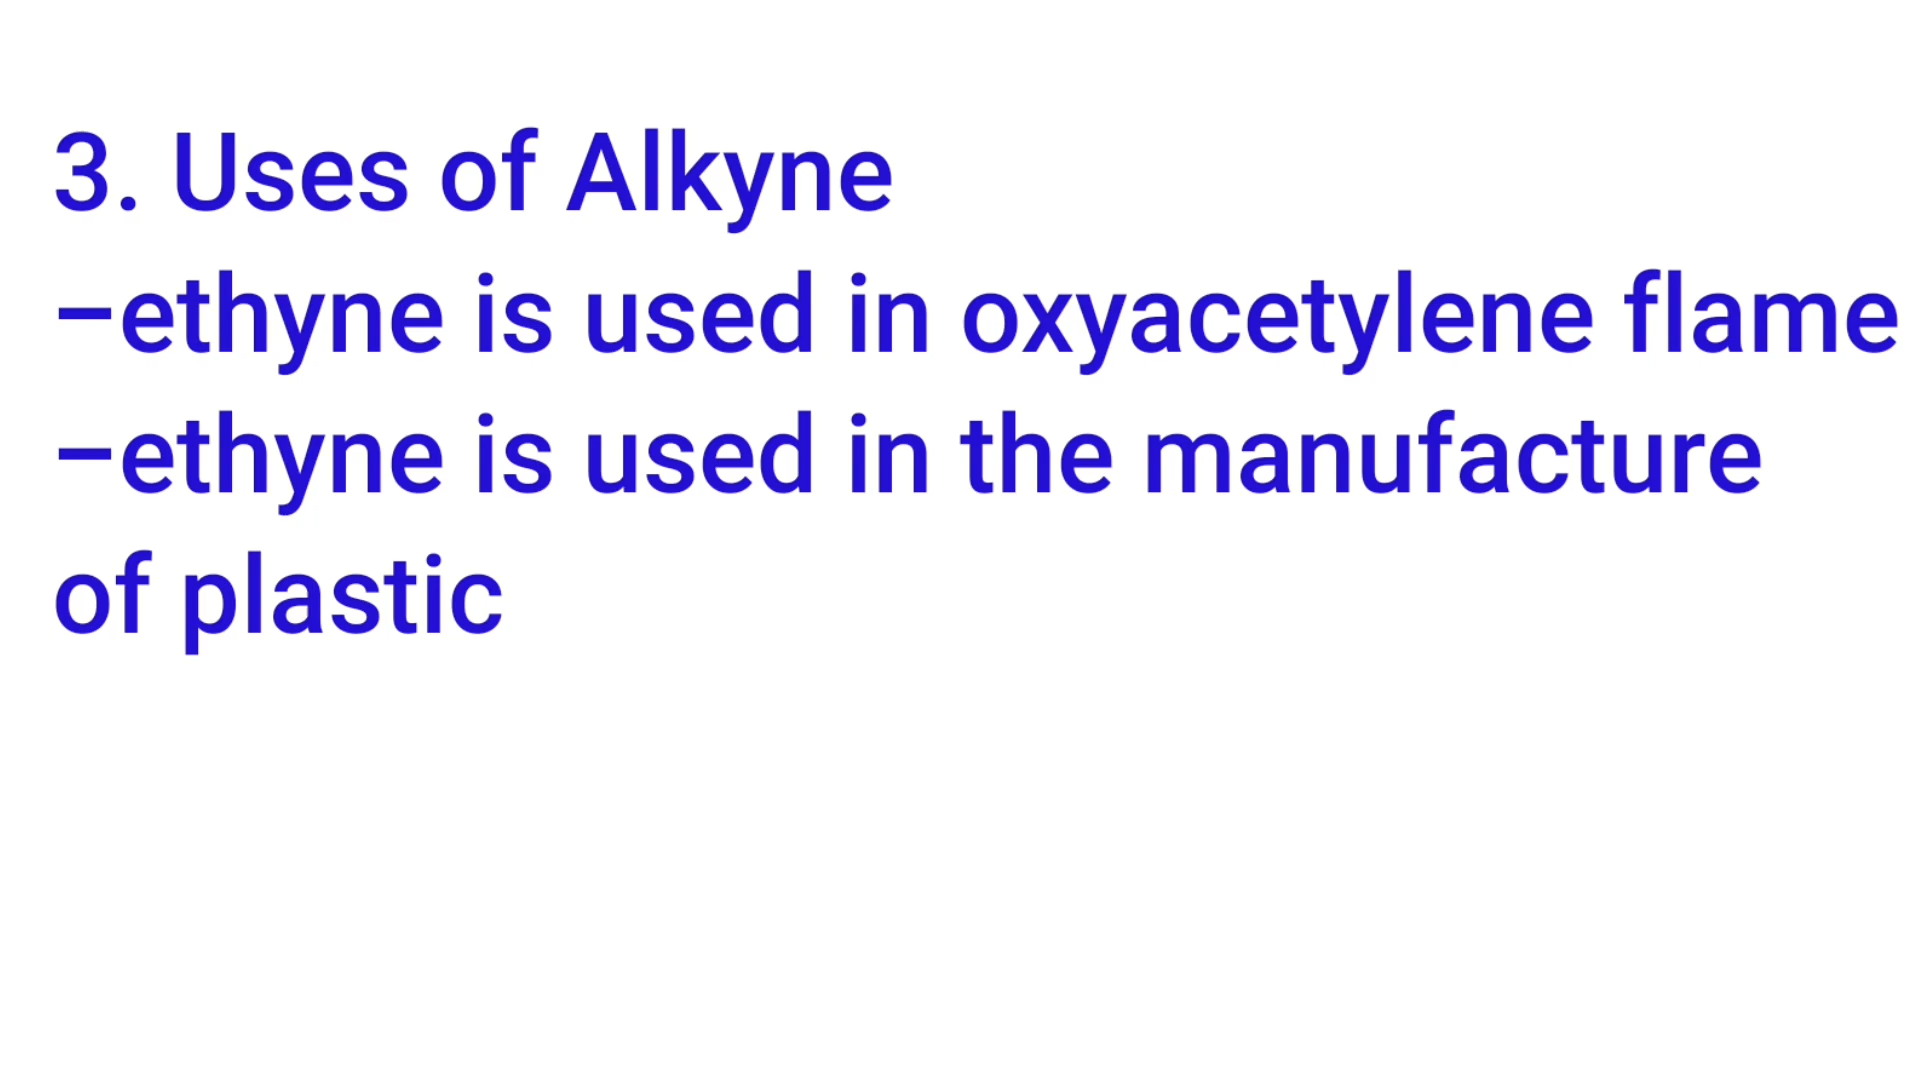 3. Uses of Alkyne
–ethyne is used in oxyacetylene flame
–ethyne is used in the manufacture
of plastic